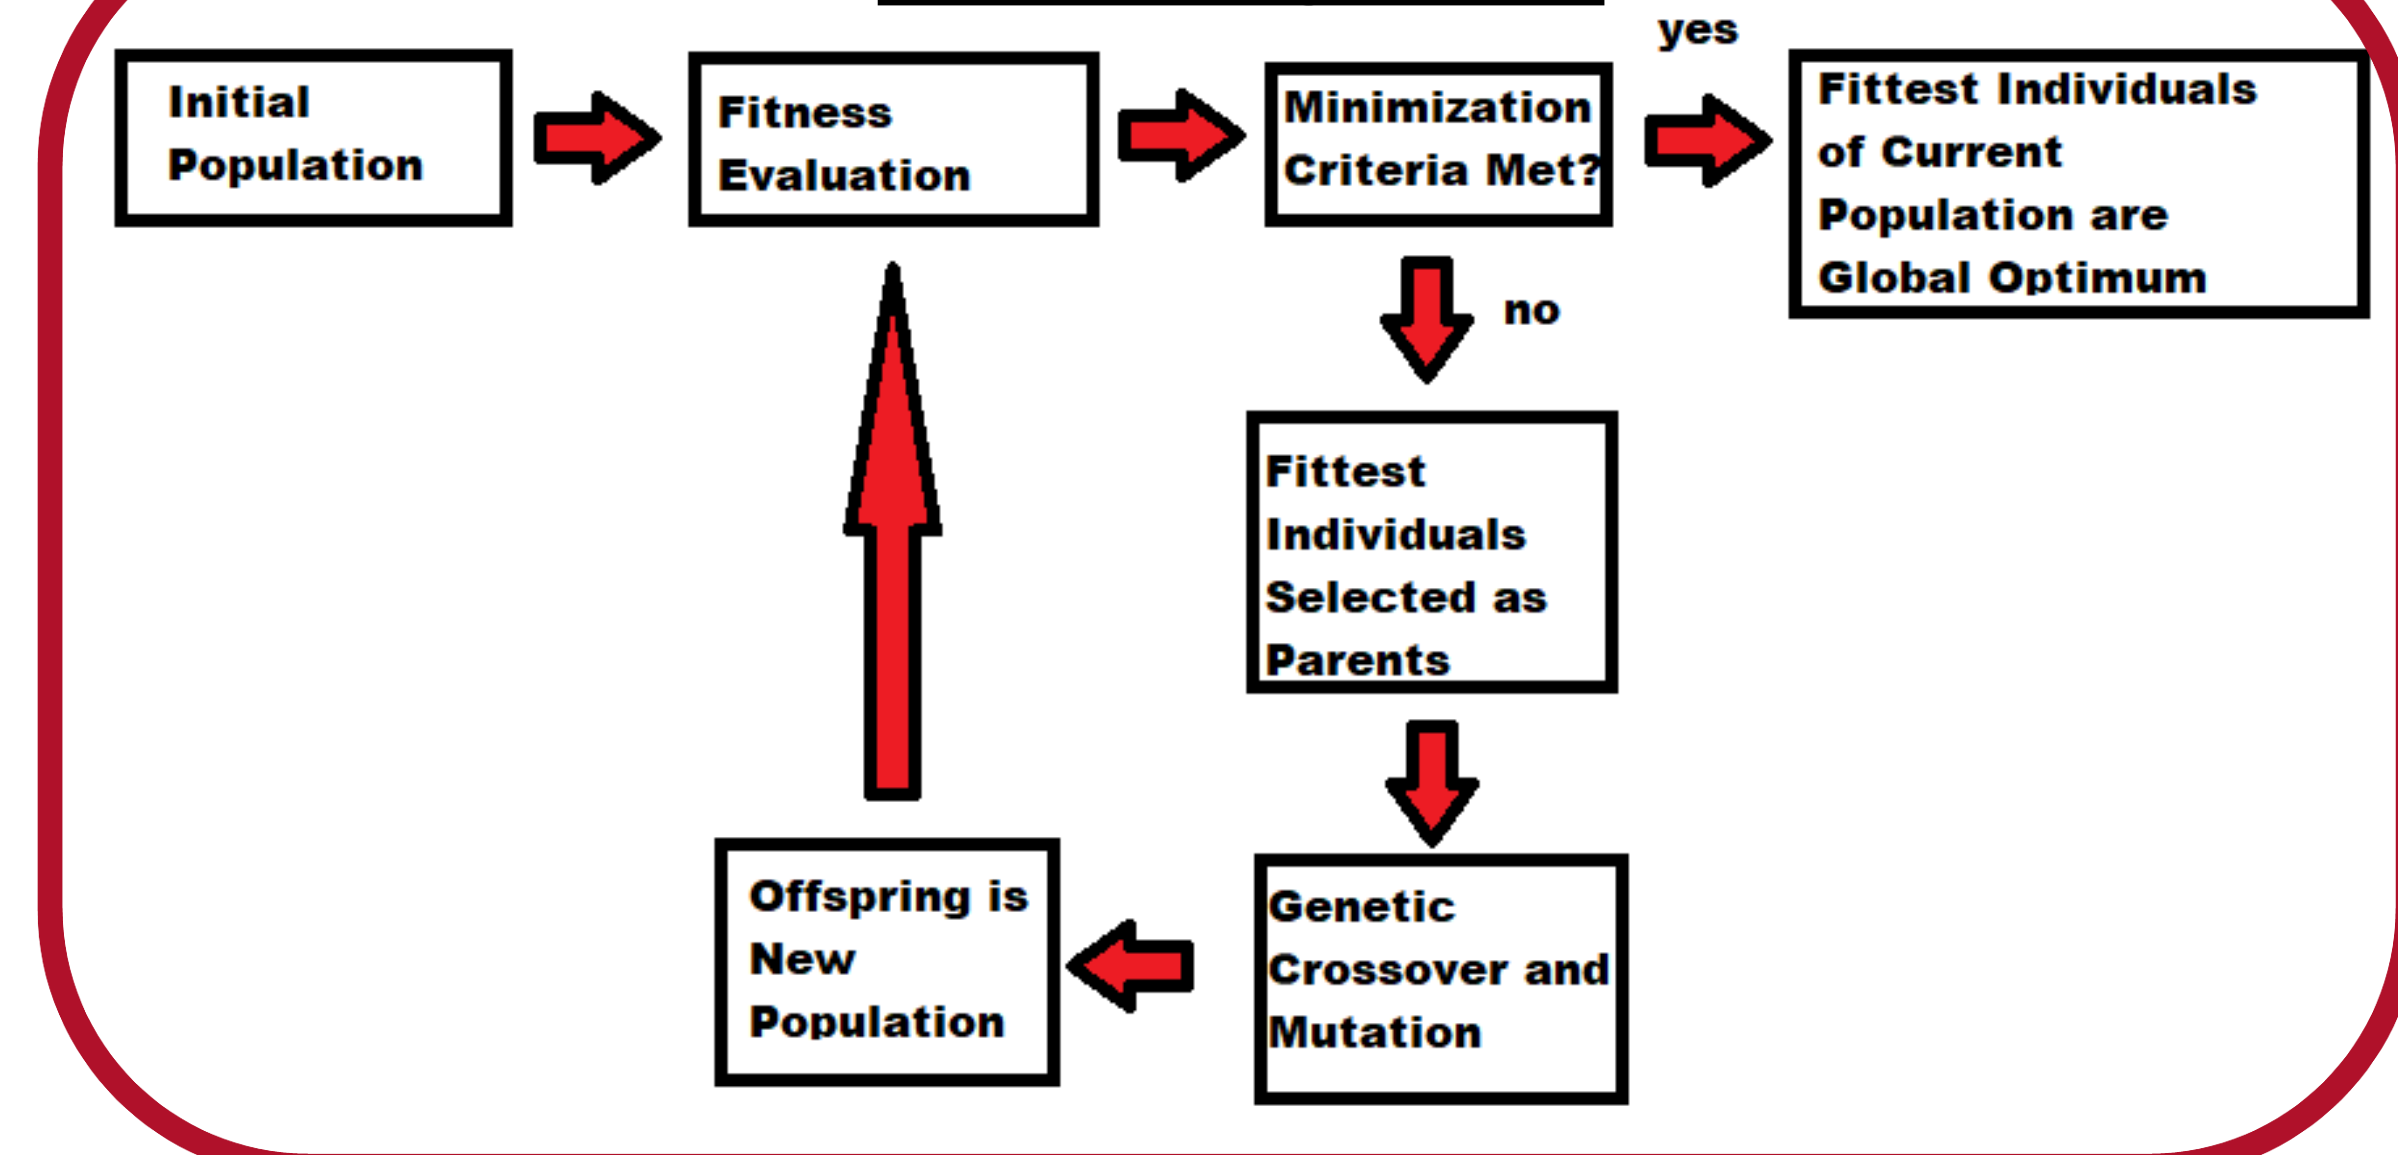 Initial
Population
Fitness
Evaluation
Minimization
Criteria Met?
yes
Fittest Individuals
of Current
Population are
Global Optimum
no
Fittest
Individuals
Selected as
Parents
Genetic
Crossover and
Mutation
Offspring is
New
Population